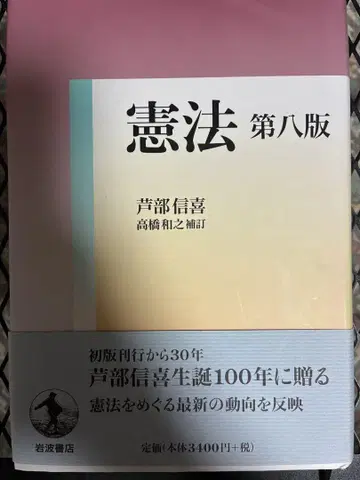 憲法 第八版
芦部信喜
高橋和之補訂
初版刊行から30年
芦部信喜生誕100年に贈る
憲法をめぐる最新の動向を反映
岩波書店
定価(本体3400円+税)